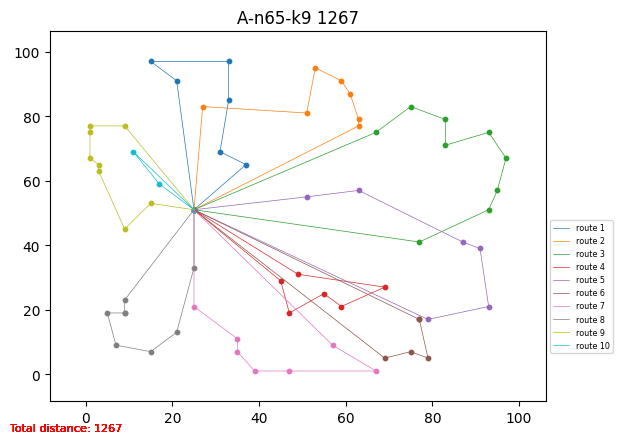 A-n65-k9 1267
100
80
60
40
20
0
0 20 40 60 80 100
route 1
route 2
route 3
route 4
route 5
route 6
route 7
route 8
route 9
route 10
Total distance: 1267